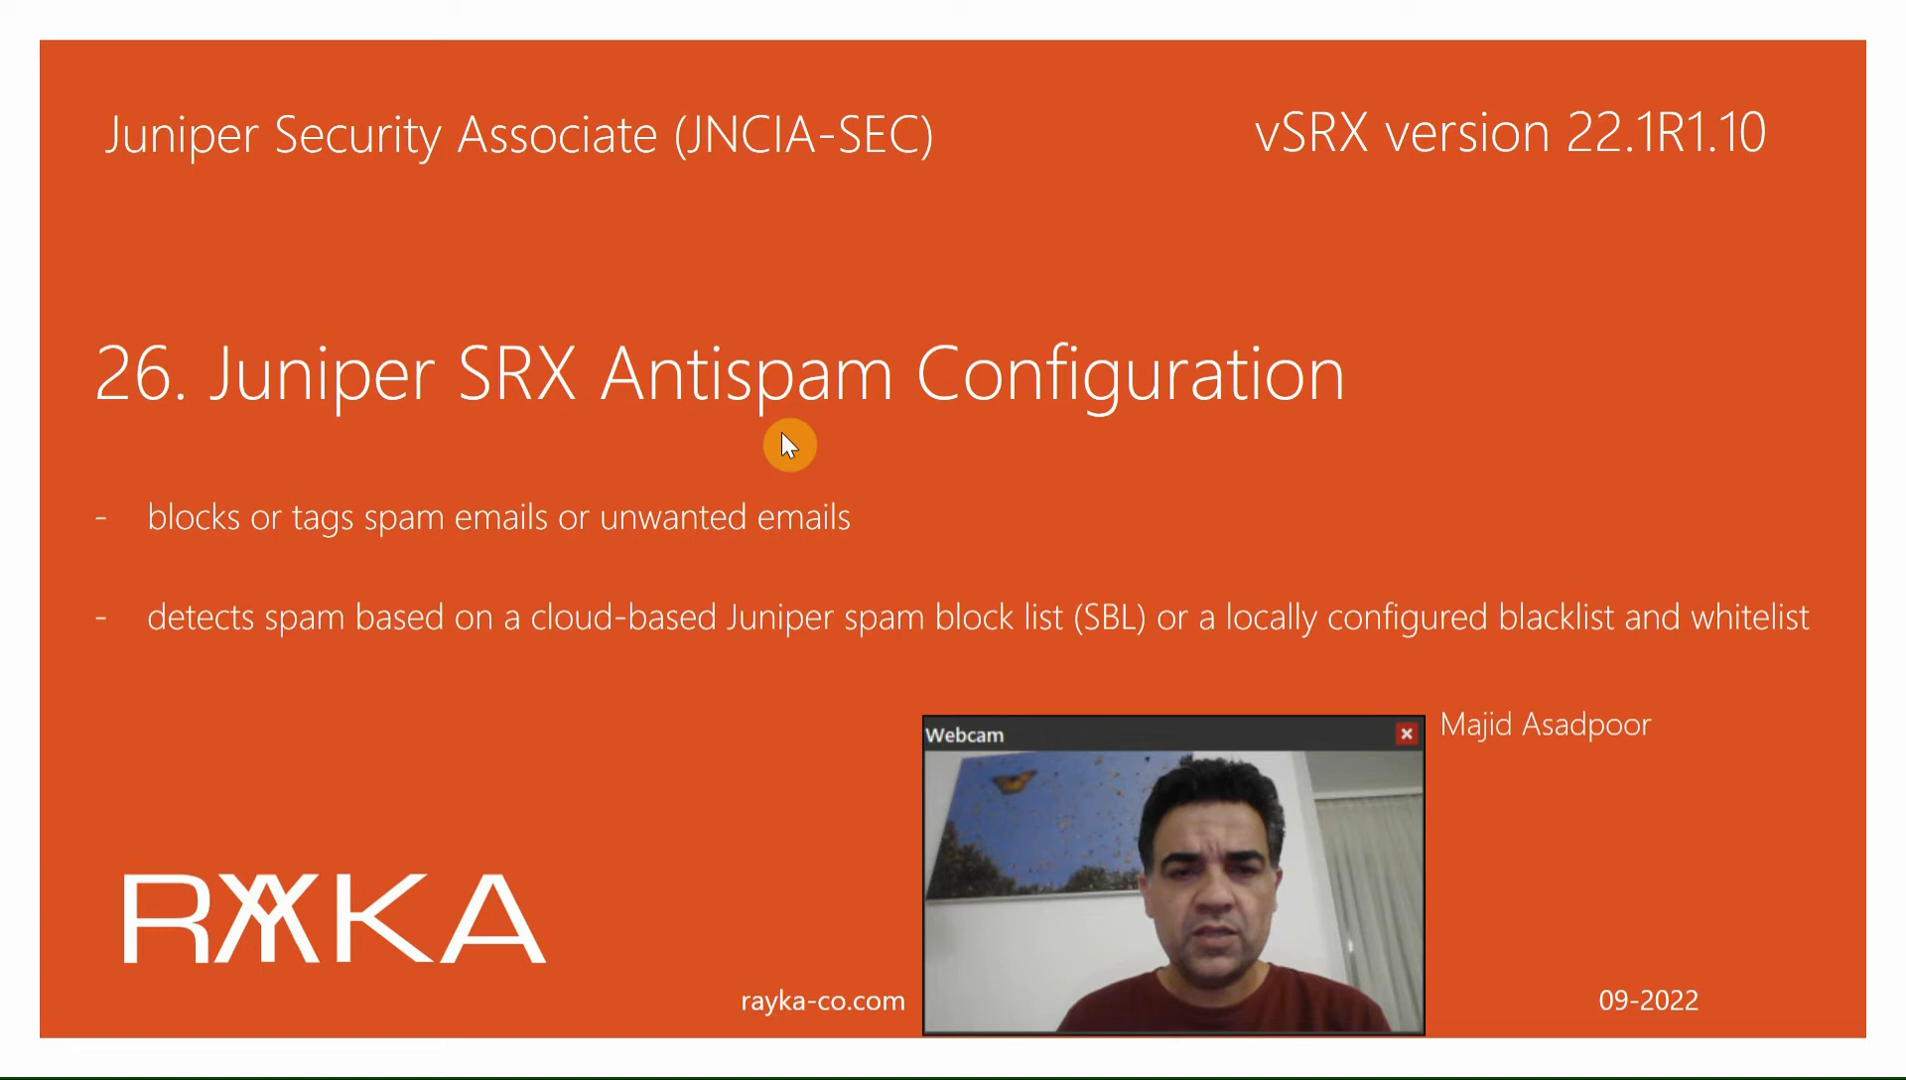 Juniper Security Associate (JNCIA-SEC)
vSRX version 22.1R1.10
26. Juniper SRX Antispam Configuration
- blocks or tags spam emails or unwanted emails
- detects spam based on a cloud-based Juniper spam block list (SBL) or a locally configured blacklist and whitelist
Webcam
Majid Asadpoor
RAYKA
rayka-co.com
09-2022